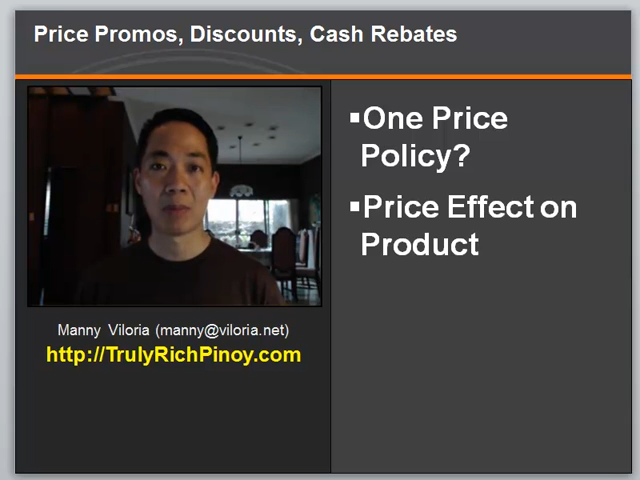 Price Promos, Discounts, Cash Rebates
▪One Price
Policy?
▪Price Effect on
Product
Manny Viloria (manny@viloria.net)
http://TrulyRichPinoy.com